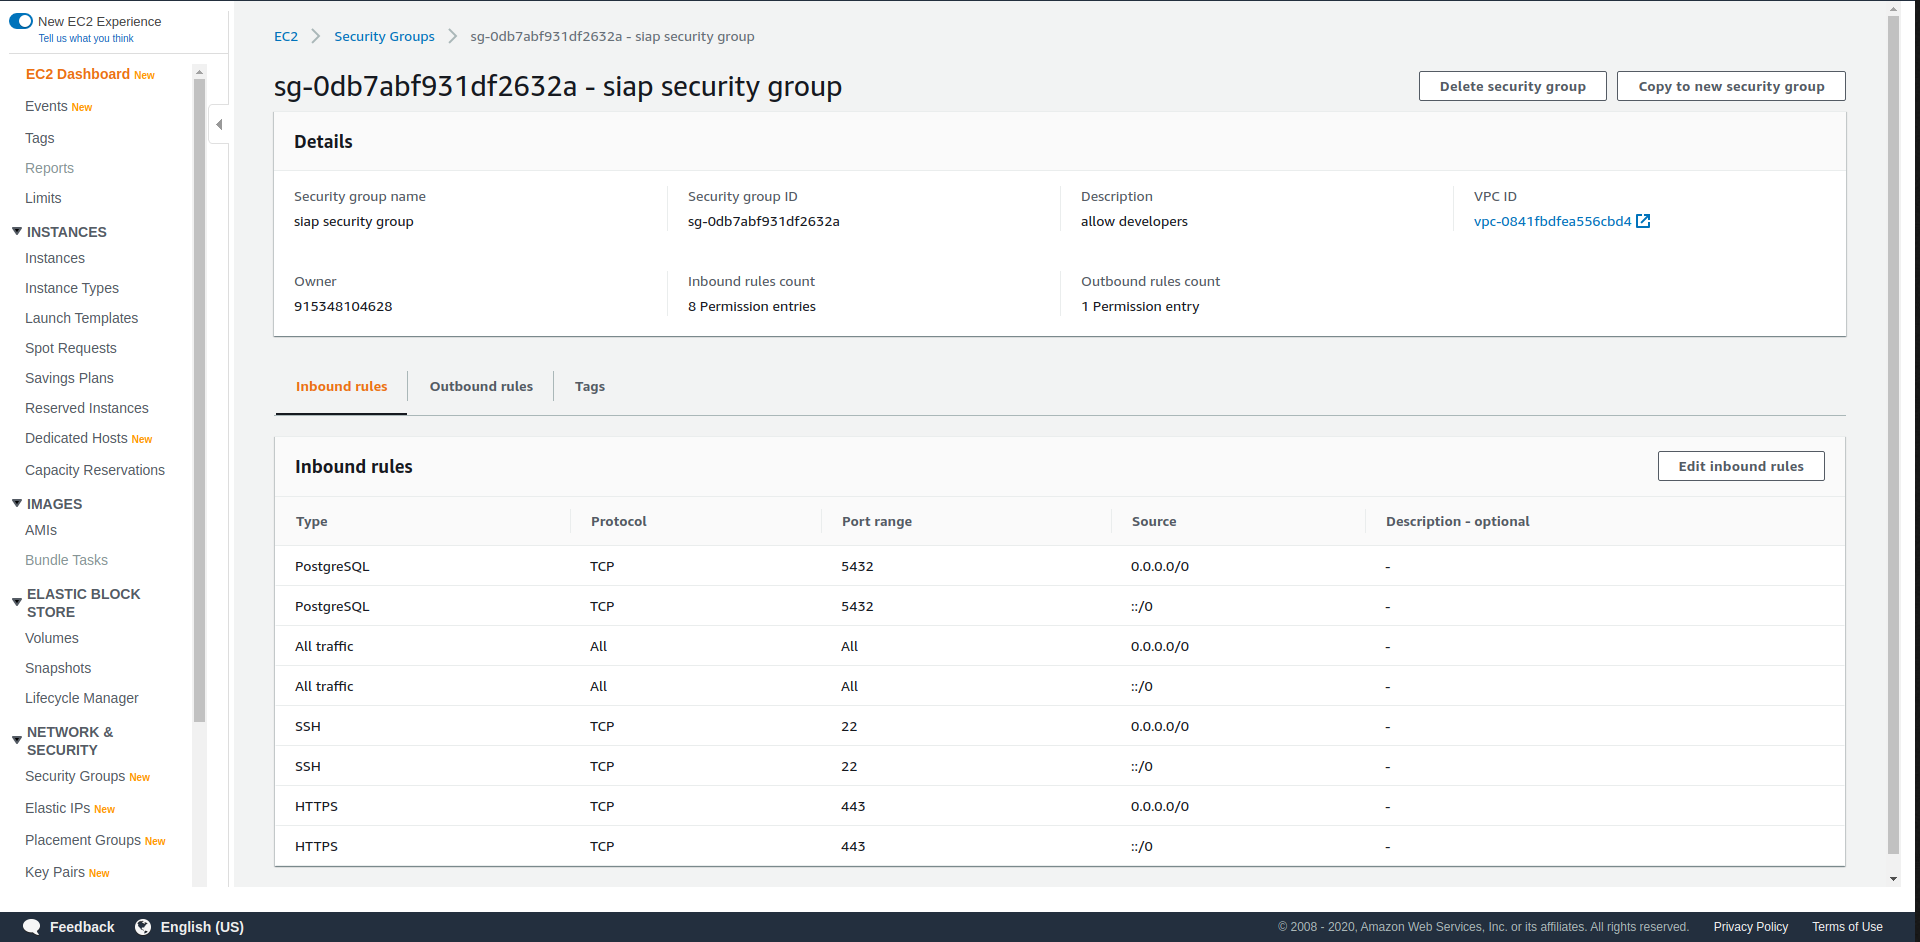 New EC2 Experience
Tell us what you think
EC2 Dashboard New
Events New
Tags
Reports
Limits
INSTANCES
Instances
Instance Types
Launch Templates
Spot Requests
Savings Plans
Reserved Instances
Dedicated Hosts New
Capacity Reservations
IMAGES
AMIs
Bundle Tasks
ELASTIC BLOCK
STORE
Volumes
Snapshots
Lifecycle Manager
NETWORK &
SECURITY
Security Groups New
Elastic IPs New
Placement Groups New
Key Pairs New
EC2 Security Groups sg-0db7abf931df2632a - siap security group
sg-0db7abf931df2632a - siap security group
Delete security group Copy to new security group
Details
Security group name Security group ID Description VPC ID
siap security group sg-0db7abf931df2632a allow developers vpc-0841fbdfea556cbd4
Owner Inbound rules count Outbound rules count
915348104628 8 Permission entries 1 Permission entry
Inbound rules Outbound rules Tags
Inbound rules Edit inbound rules
Type Protocol Port range Source Description - optional
PostgreSQL TCP 5432 0.0.0.0/0 -
PostgreSQL TCP 5432 ::/0 -
All traffic All All 0.0.0.0/0 -
All traffic All All ::/0 -
SSH TCP 22 0.0.0.0/0 -
SSH TCP 22 ::/0 -
HTTPS TCP 443 0.0.0.0/0 -
HTTPS TCP 443 ::/0 -
Feedback English (US) © 2008 - 2020, Amazon Web Services, Inc. or its affiliates. All rights reserved. Privacy Policy Terms of Use